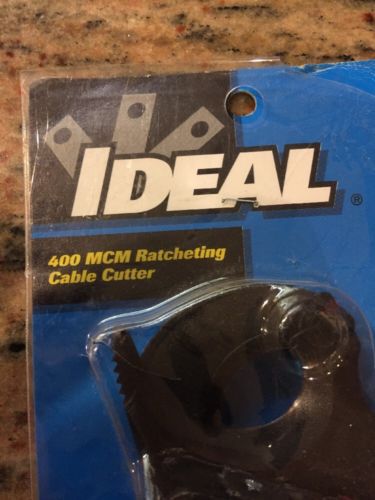 IDEAL®
400 MCM Ratcheting
Cable Cutter